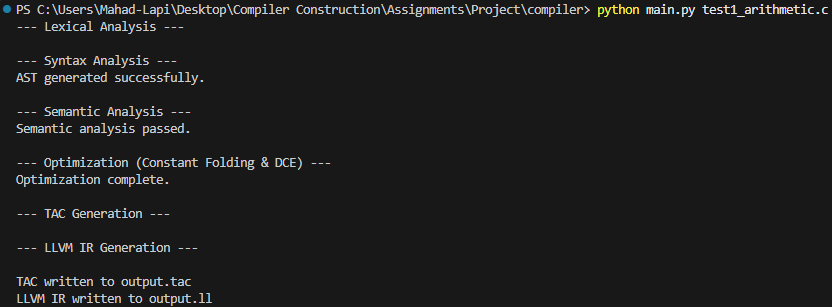 PS C:\Users\Mahad-Lapi\Desktop\Compiler Construction\Assignments\Project\compiler> python main.py test1_arithmetic.c
--- Lexical Analysis ---
--- Syntax Analysis ---
AST generated successfully.
--- Semantic Analysis ---
Semantic analysis passed.
--- Optimization (Constant Folding & DCE) ---
Optimization complete.
--- TAC Generation ---
--- LLVM IR Generation ---
TAC written to output.tac
LLVM IR written to output.ll